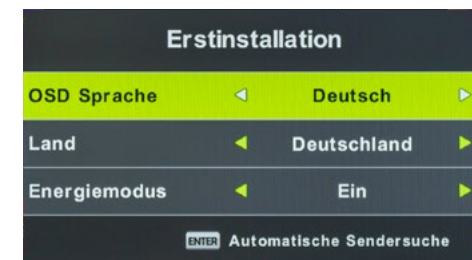 Erstinstallation
OSD Sprache Deutsch
Land Deutschland
Energiemodus Ein
ENTER Automatische Sendersuche